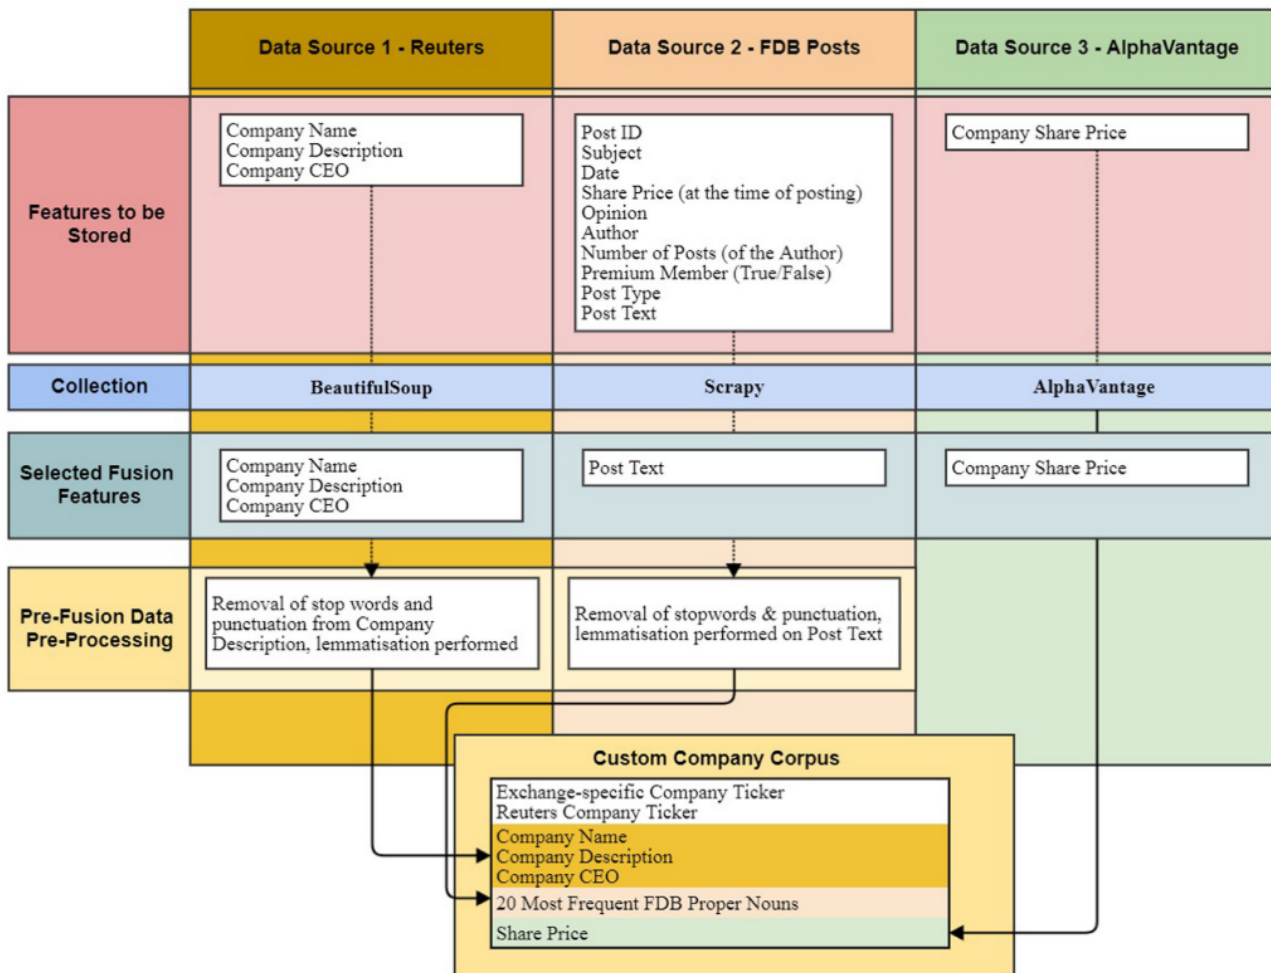 Data Source 1 - Reuters
Data Source 2 - FDB Posts
Data Source 3 - AlphaVantage
Features to be
Stored
Company Name
Company Description
Company CEO
Post ID
Subject
Date
Share Price (at the time of posting)
Opinion
Author
Number of Posts (of the Author)
Premium Member (True/False)
Post Type
Post Text
Company Share Price
Collection
BeautifulSoup
Scrapy
AlphaVantage
Selected Fusion
Features
Company Name
Company Description
Company CEO
Post Text
Company Share Price
Pre-Fusion Data
Pre-Processing
Removal of stop words and
punctuation from Company
Description, lemmatisation performed
Removal of stopwords & punctuation,
lemmatisation performed on Post Text
Custom Company Corpus
Exchange-specific Company Ticker
Reuters Company Ticker
Company Name
Company Description
Company CEO
20 Most Frequent FDB Proper Nouns
Share Price